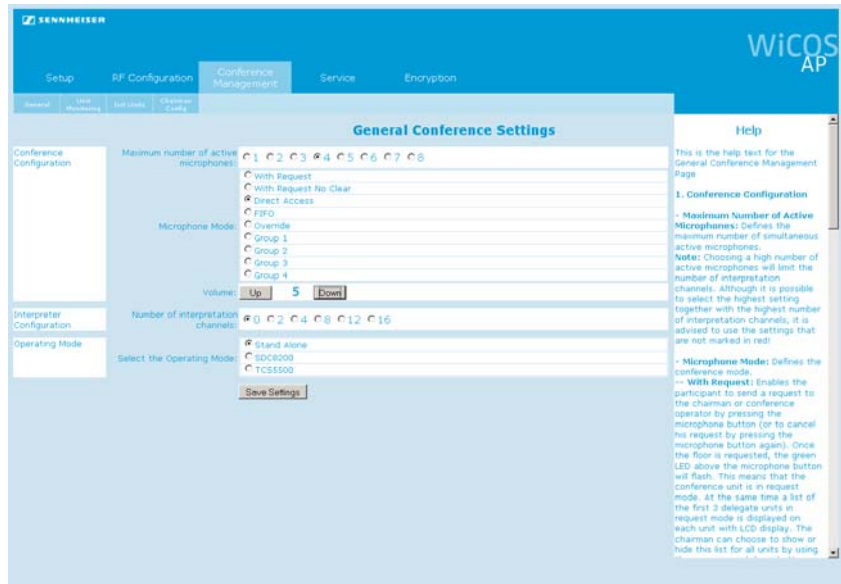 SENNHEISER
WiCOS
AP
Setup
RF Configuration
Conference
Management
Service
Encryption
General
Unit
Monitoring
Chairman
Config
General Conference Settings
Conference
Configuration
Maximum number of active
microphones:
1 2 3 4 5 6 7 8
Microphone Mode:
With Request
With Request No Clear
Direct Access
FIFO
Override
Group 1
Group 2
Group 3
Group 4
Volume:
Up
5
Down
Interpreter
Configuration
Number of interpretation
channels:
0 2 4 8 12 16
Operating Mode
Select the Operating Mode:
Stand Alone
SDC8200
TCS5500
Save Settings
Help
This is the help text for the
General Conference Management
Page
1. Conference Configuration
- Maximum Number of Active
Microphones: Defines the
maximum number of simultaneous
active microphones.
Note: Choosing a high number of
active microphones will limit the
number of interpretation
channels. Although it is possible
to select the highest setting
together with the highest number
of interpretation channels, it is
advised to use the settings that
are not marked in red!
- Microphone Mode: Defines the
conference mode.
-- With Request: Enables the
participant to send a request to
the chairman or conference
operator by pressing the
microphone button (or to cancel
his request by pressing the
microphone button again). Once
the floor is requested, the green
LED above the microphone button
will flash. This means that the
conference unit is in request
mode. At the same time a list of
the first 3 delegate units in
request mode is displayed on
each unit with LCD display. The
chairman can choose to show or
hide this list for all units by using